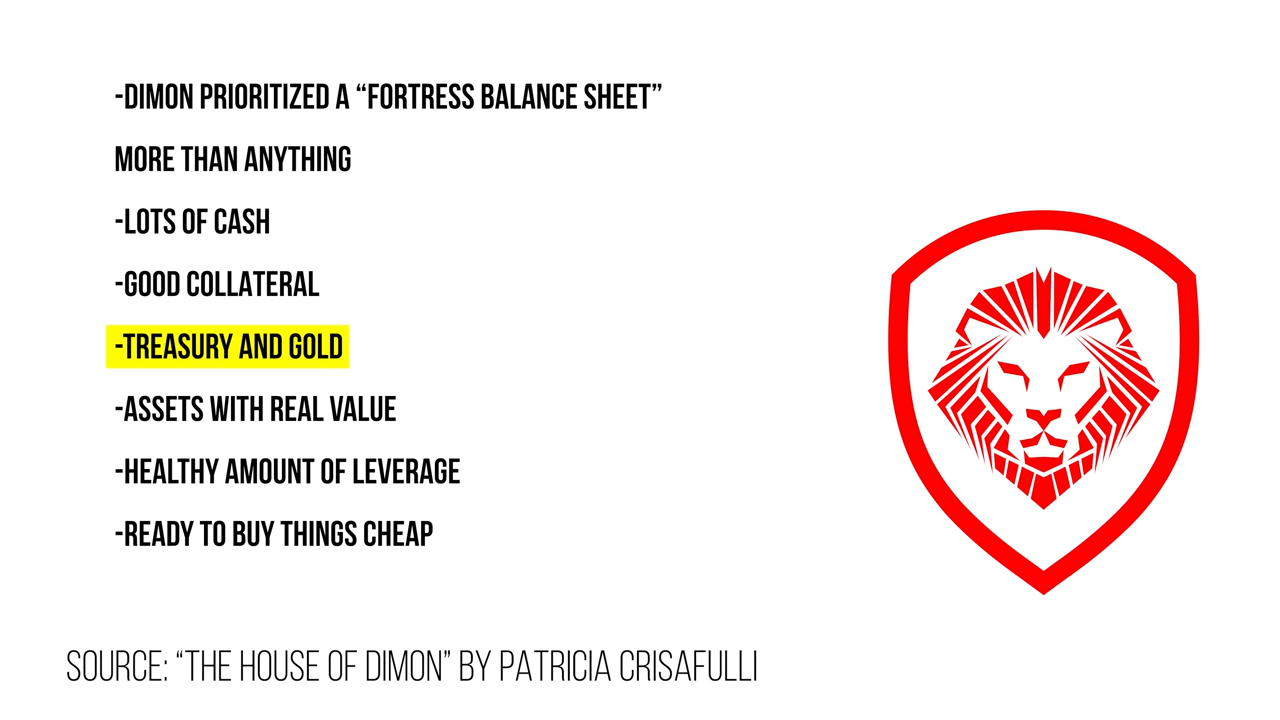 -DIMON PRIORITIZED A “FORTRESS BALANCE SHEET”
MORE THAN ANYTHING
-LOTS OF CASH
-GOOD COLLATERAL
-TREASURY AND GOLD
-ASSETS WITH REAL VALUE
-HEALTHY AMOUNT OF LEVERAGE
-READY TO BUY THINGS CHEAP
SOURCE: “THE HOUSE OF DIMON” BY PATRICIA CRISAFULLI